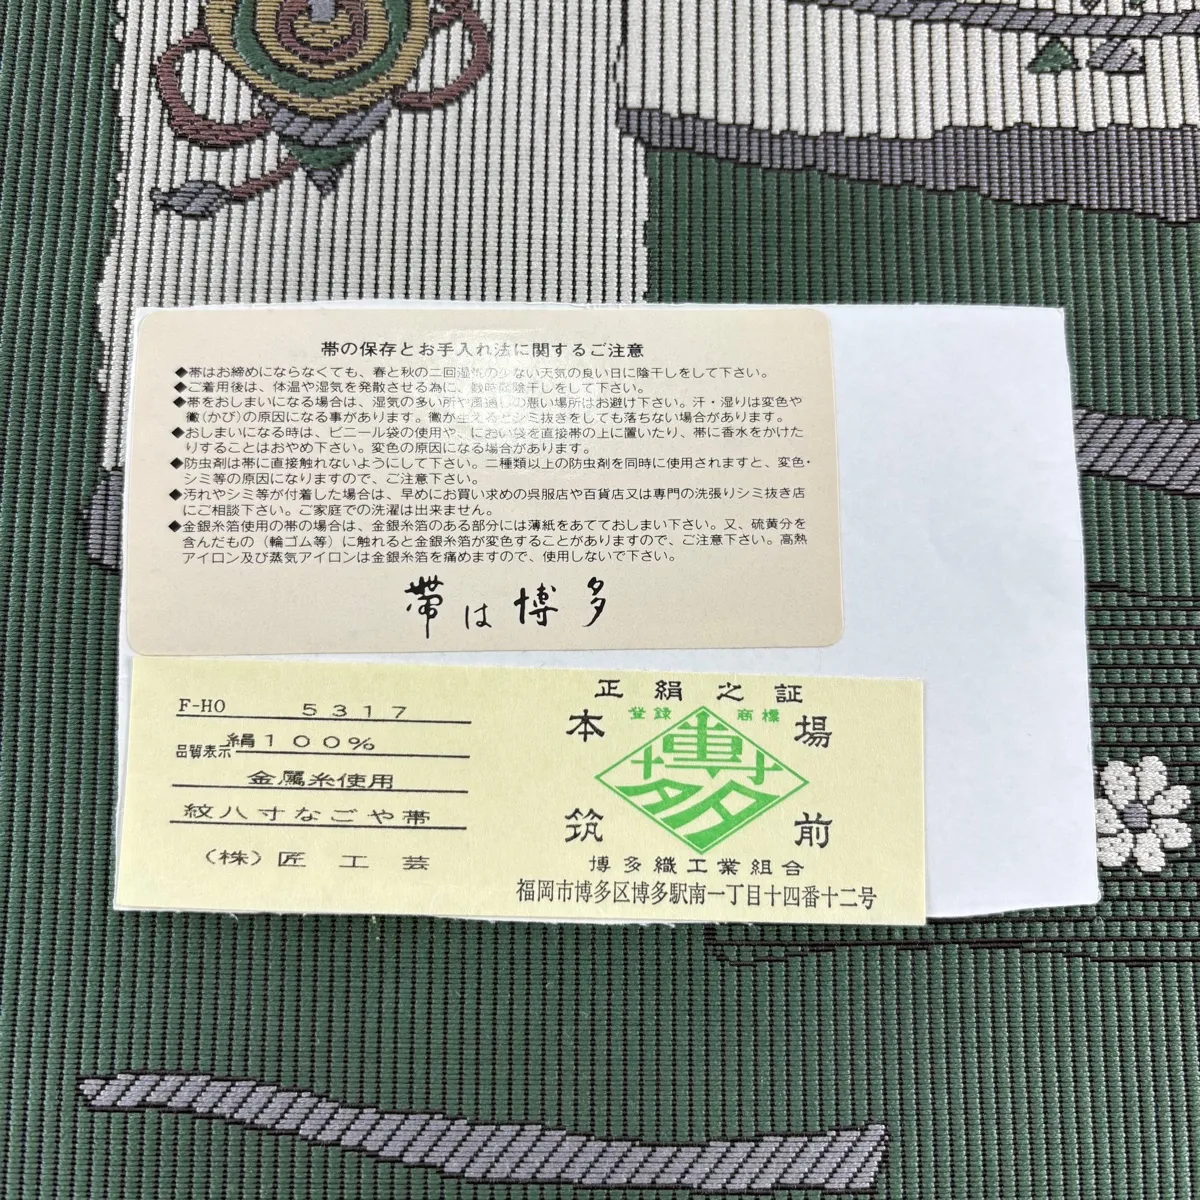 帯の保存とお手入れ法に関するご注意
◆帯はお締めにならなくても、春と秋の二回湿気の少ない天気の良い日に陰干しをして下さい。
◆ご着用後は、体温や湿気を発散させる為に、数時間陰干しをして下さい。
◆帯をおしまいになる場合は、湿気の多い所や風通しの悪い場所はお避け下さい。汗・湿りは変色や
黴(かび)の原因になる事があります。黴が生えるとシミ抜きをしても落ちない場合があります。
◆おしまいになる時は、ビニール袋の使用や、におい袋を直接帯の上に置いたり、帯に香水をかけた
りすることはおやめ下さい。変色の原因になる場合があります。
◆防虫剤は帯に直接触れないようにして下さい。二種類以上の防虫剤を同時に使用されますと、変色・
シミ等の原因になりますので、ご注意下さい。
◆汚れやシミ等が付着した場合は、早めにお買い求めの呉服店や百貨店又は専門の洗張りシミ抜き店
にご相談下さい。ご家庭での洗濯は出来ません。
◆金銀糸箔使用の帯の場合は、金銀糸箔のある部分には薄紙をあてておしまい下さい。又、硫黄分を
含んだもの（輪ゴム等）に触れると金銀糸箔が変色することがありますので、ご注意下さい。高熱
アイロン及び蒸気アイロンは金銀糸箔を痛めますので、使用しないで下さい。
帯は博多
F-HO 5317
品質表示 絹100%
金属糸使用
紋八寸なごや帯
(株)匠工芸
正絹之証
登録 商標
本場
筑前
博多
博多織工業組合
福岡市博多区博多駅南一丁目十四番十二号